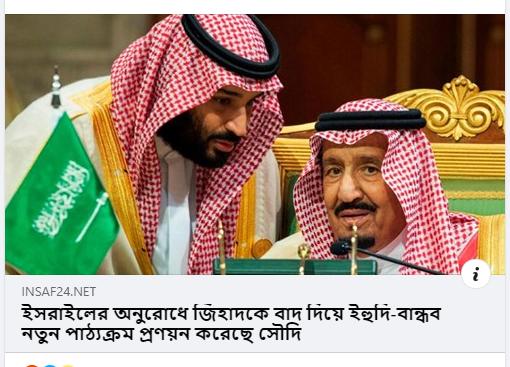 INSAF24.NET
ইসরাইলের অনুরোধে জিহাদকে বাদ দিয়ে ইহুদি-বান্ধব
নতুন পাঠ্যক্রম প্রণয়ন করেছে সৌদি